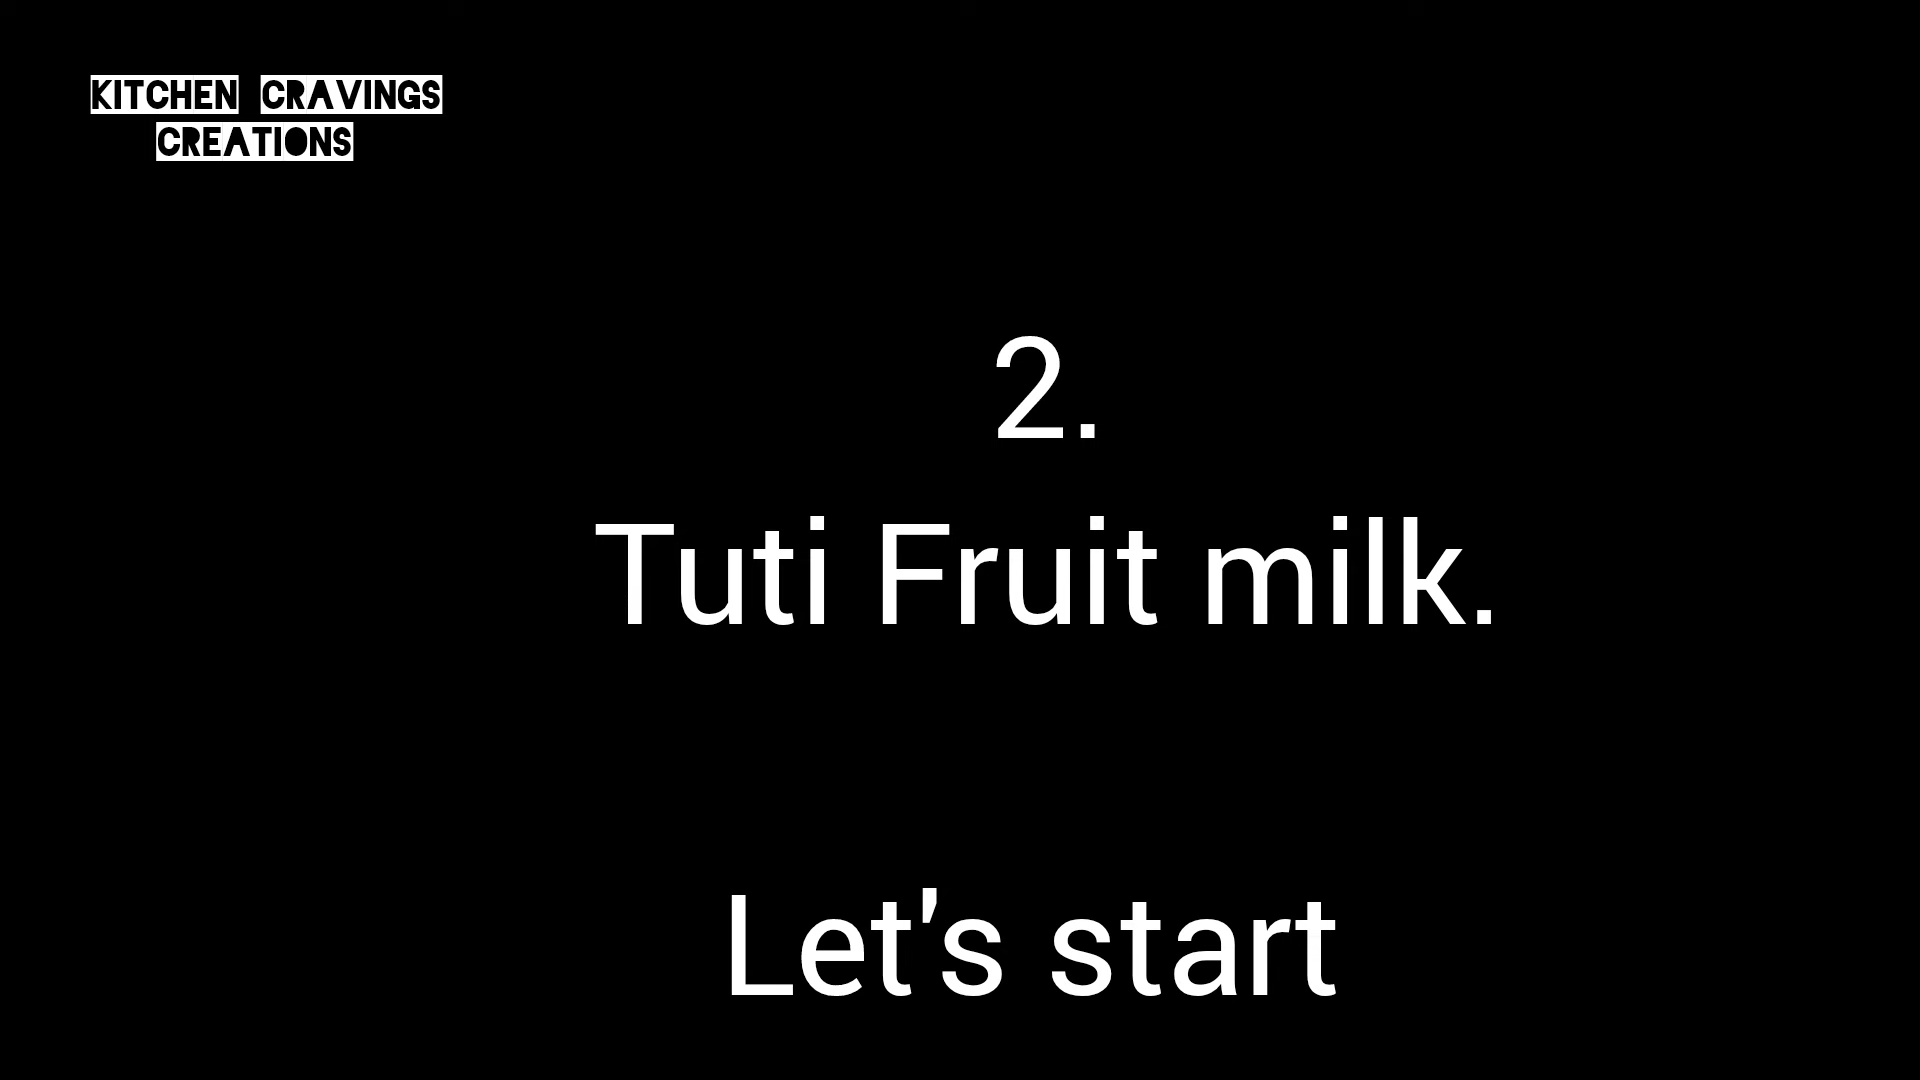 KITCHEN CRAVINGS
CREATIONS
2.
Tuti Fruit milk.
Let's start